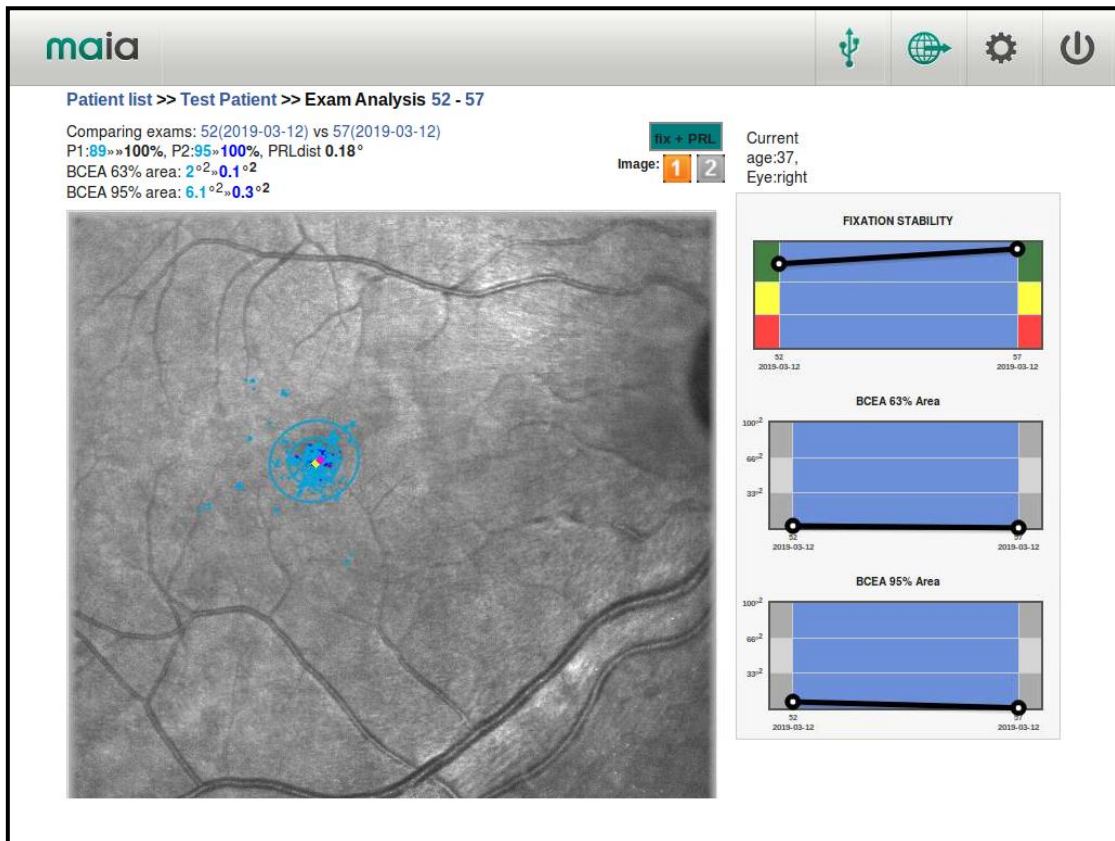 maia
Patient list >> Test Patient >> Exam Analysis 52 - 57
Comparing exams: 52(2019-03-12) vs 57(2019-03-12)
P1:89»»100%, P2:95»100%, PRLdist 0.18°
BCEA 63% area: 2°²»0.1°²
BCEA 95% area: 6.1°²»0.3°²
fix + PRL
Image: 1 2
Current
age:37,
Eye:right
FIXATION STABILITY
52
2019-03-12
57
2019-03-12
BCEA 63% Area
100°²
66°²
33°²
52
2019-03-12
57
2019-03-12
BCEA 95% Area
100°²
66°²
33°²
52
2019-03-12
57
2019-03-12